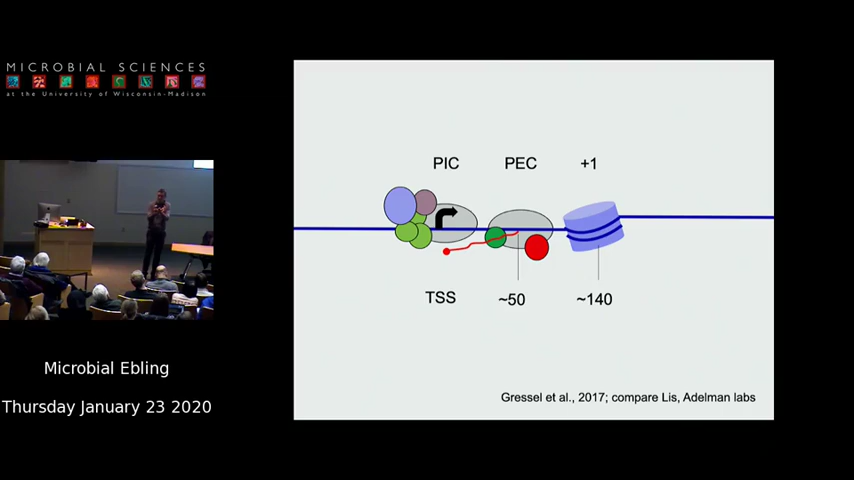 MICROBIAL SCIENCES
at the University of Wisconsin-Madison
Microbial Ebling
Thursday January 23 2020
PIC PEC +1
TSS ~50 ~140
Gressel et al., 2017; compare Lis, Adelman labs